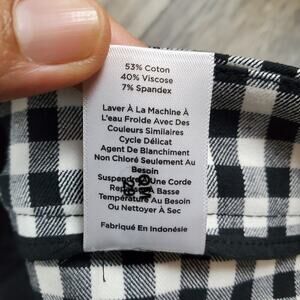 53% Coton
40% Viscose
7% Spandex
Laver À La Machine À
L'eau Froide Avec Des
Couleurs Similaires
Cycle Délicat
Agent De Blanchiment
Non Chloré Seulement Au
Besoin
Une Corde
Basse
Température Au Besoin
Ou Nettoyer À Sec
Fabriqué En Indonésie